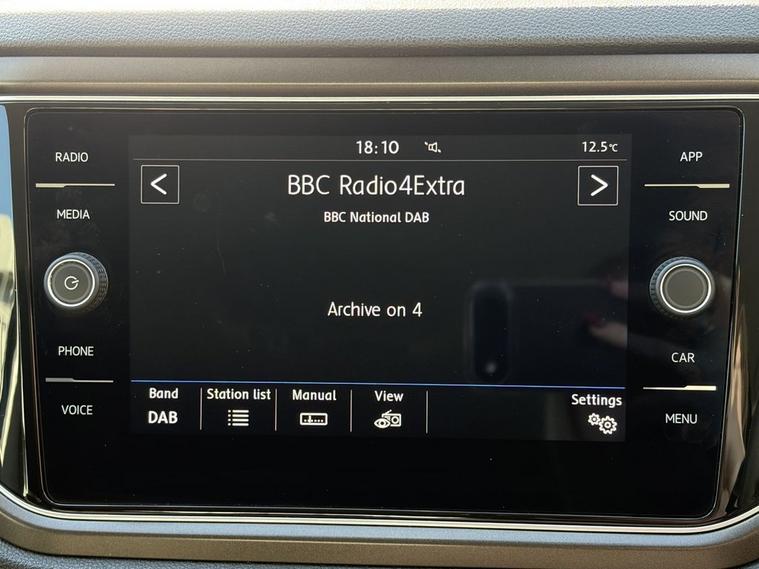 RADIO
MEDIA
PHONE
VOICE
18:10
12.5°C
BBC Radio4Extra
BBC National DAB
Archive on 4
Band
DAB
Station list
Manual
View
Settings
APP
SOUND
CAR
MENU